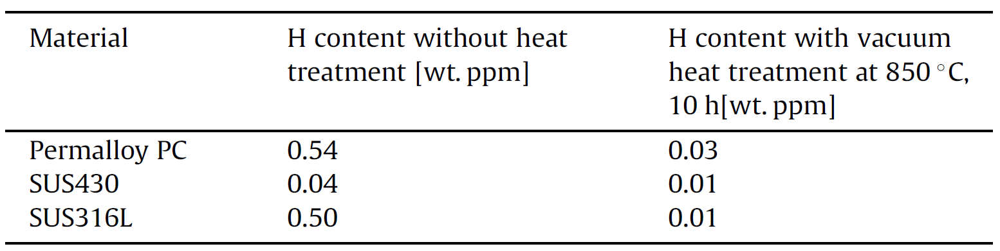 Material H content without heat H content with vacuum
treatment [wt. ppm] heat treatment at 850 °C,
10 h[wt. ppm]
Permalloy PC 0.54 0.03
SUS430 0.04 0.01
SUS316L 0.50 0.01